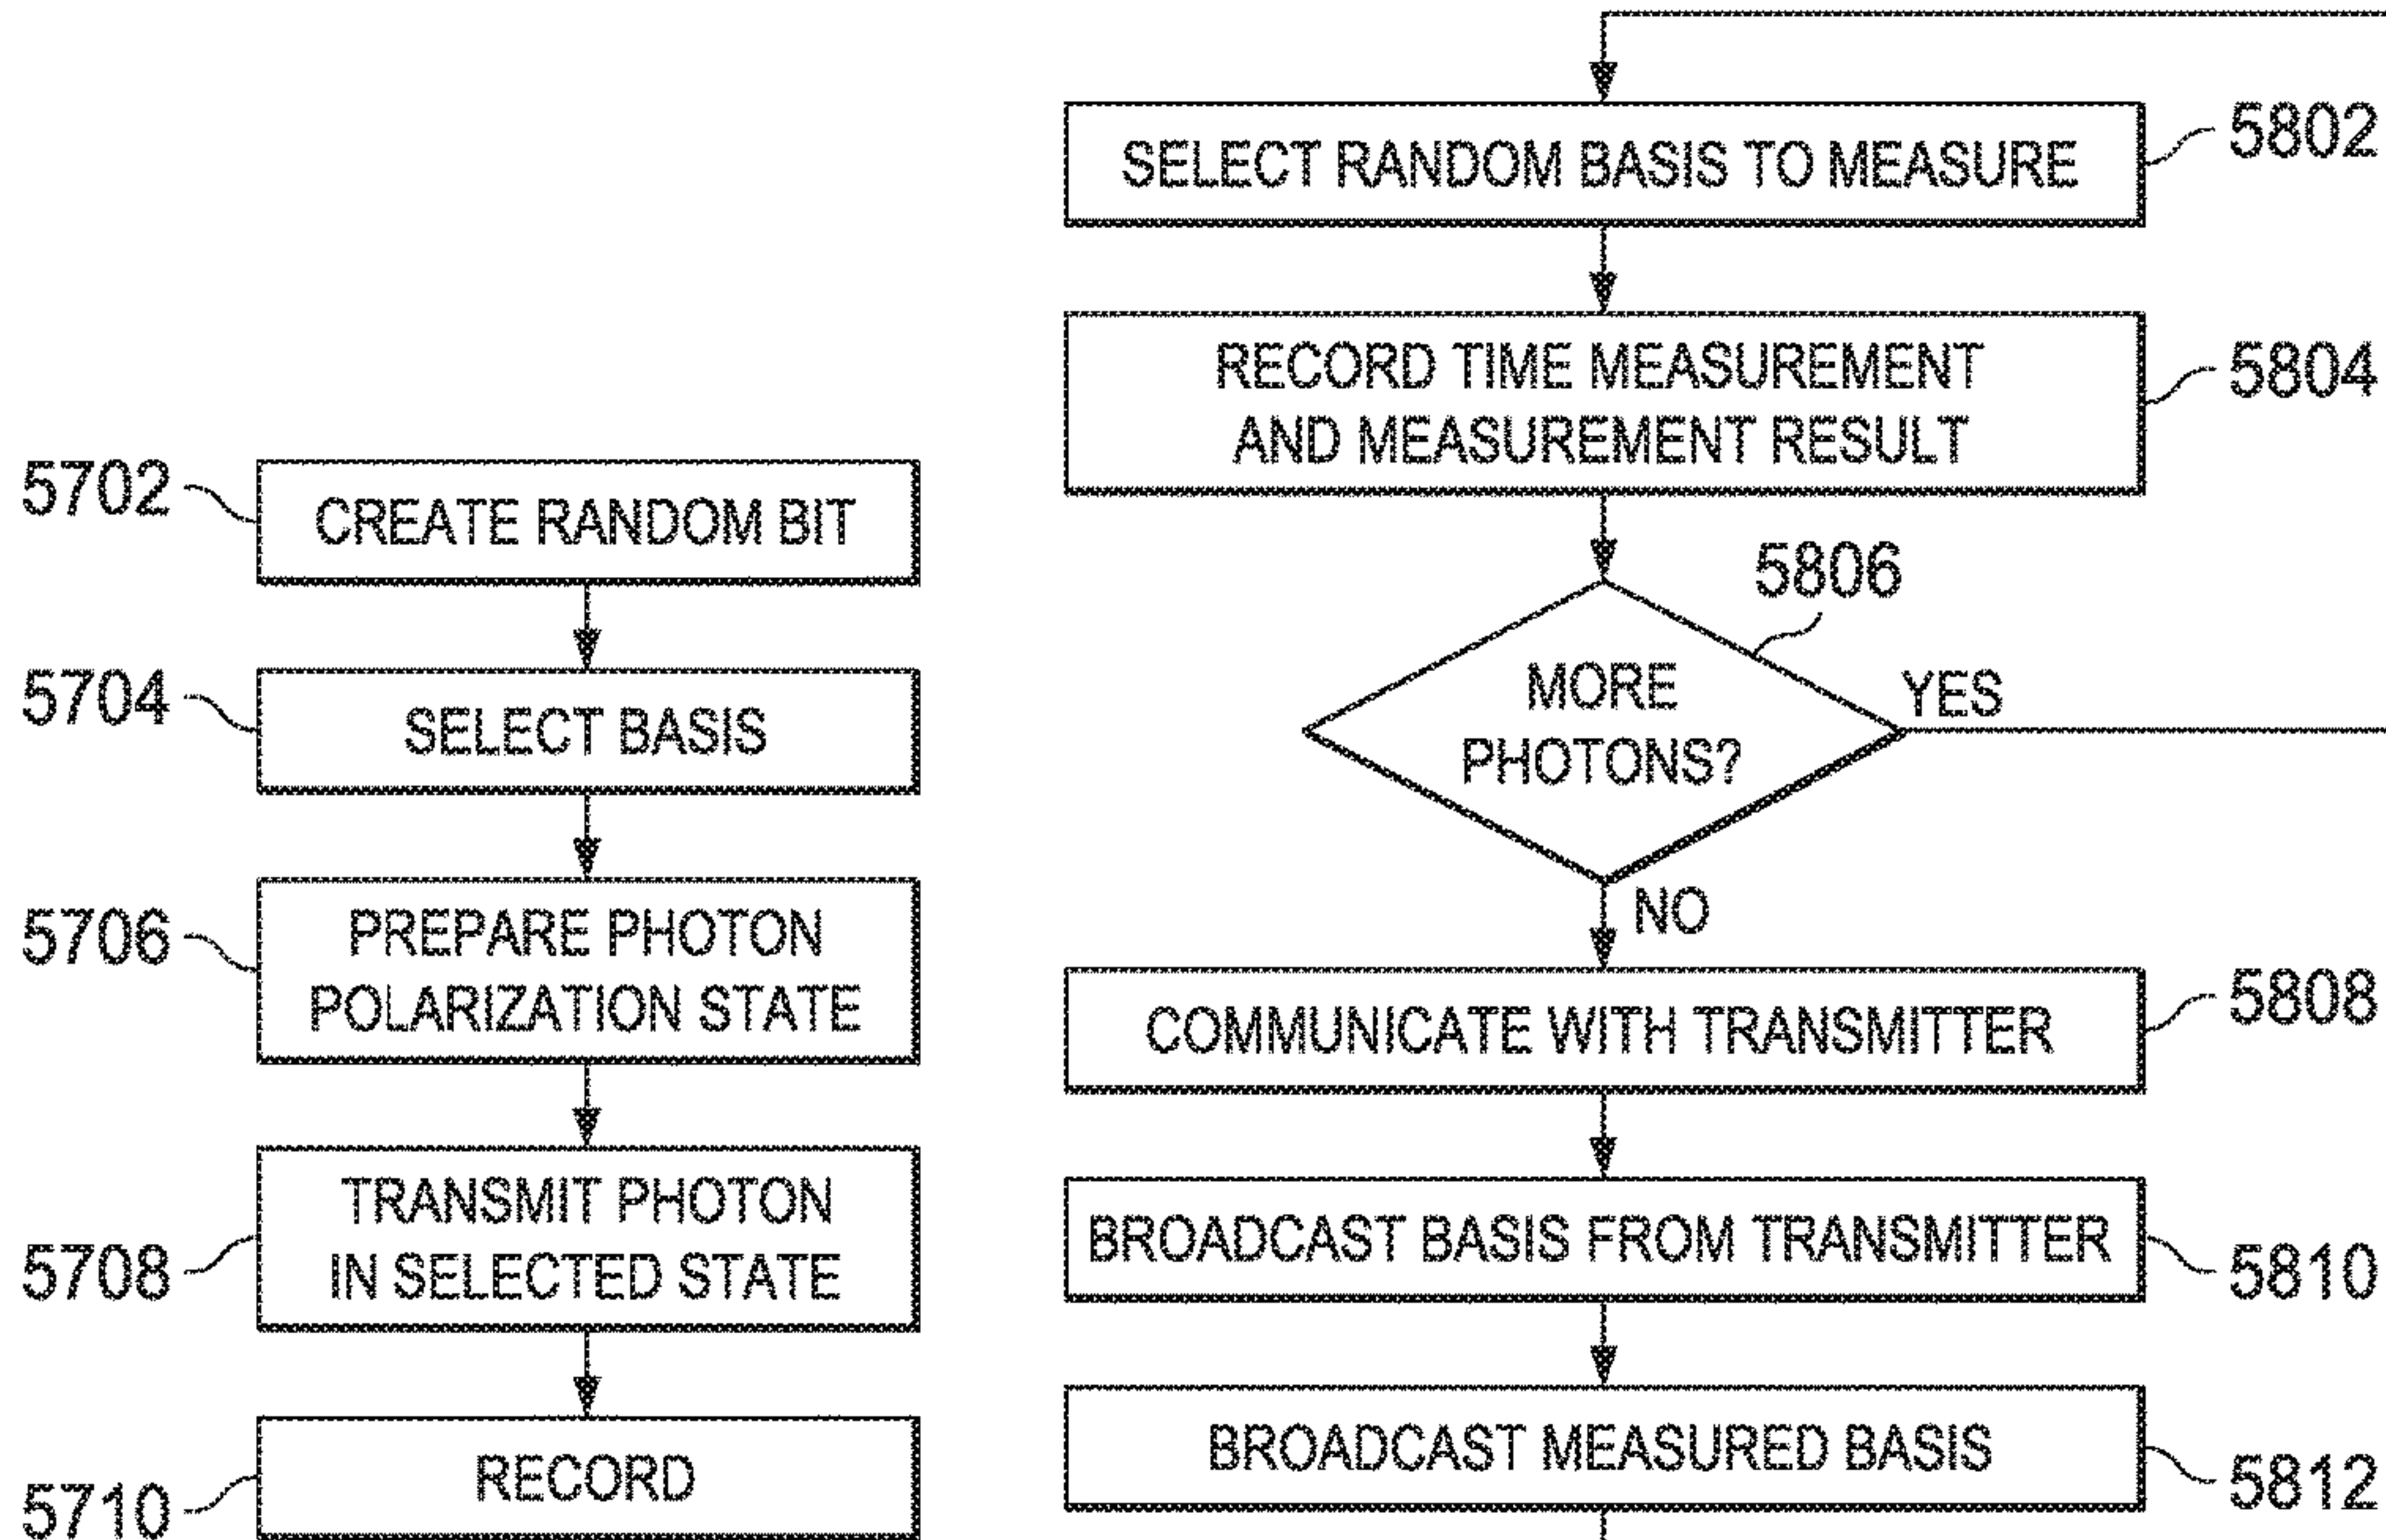 5702
CREATE RANDOM BIT
5704
SELECT BASIS
5706
PREPARE PHOTON
POLARIZATION STATE
5708
TRANSMIT PHOTON
IN SELECTED STATE
5710
RECORD
SELECT RANDOM BASIS TO MEASURE
5802
RECORD TIME MEASUREMENT
AND MEASUREMENT RESULT
5804
5806
MORE
PHOTONS?
YES
NO
COMMUNICATE WITH TRANSMITTER
5808
BROADCAST BASIS FROM TRANSMITTER
5810
BROADCAST MEASURED BASIS
5812